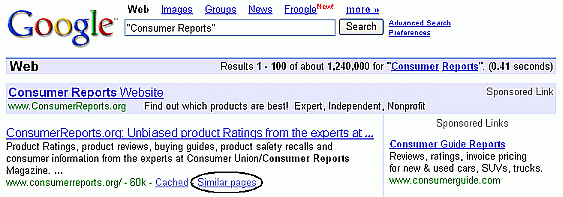 Google™
Web Images Groups News Froogle New! more »
"Consumer Reports" Search Advanced Search
Preferences
Web Results 1 - 100 of about 1,240,000 for "Consumer Reports". (0.41 seconds)
Consumer Reports Website Sponsored Link
www.ConsumerReports.org Find out which products are best! Expert, Independent, Nonprofit
ConsumerReports.org: Unbiased product Ratings from the experts at ...
Product Ratings, product reviews, buying guides, product safety recalls and
consumer information from the experts at Consumer Union/Consumer Reports
Magazine. ...
www.consumerreports.org/ - 60k - Cached - Similar pages
Sponsored Links
Consumer Guide Reports
Reviews, ratings, invoice pricing
for new & used cars, SUVs, trucks.
www.consumerguide.com